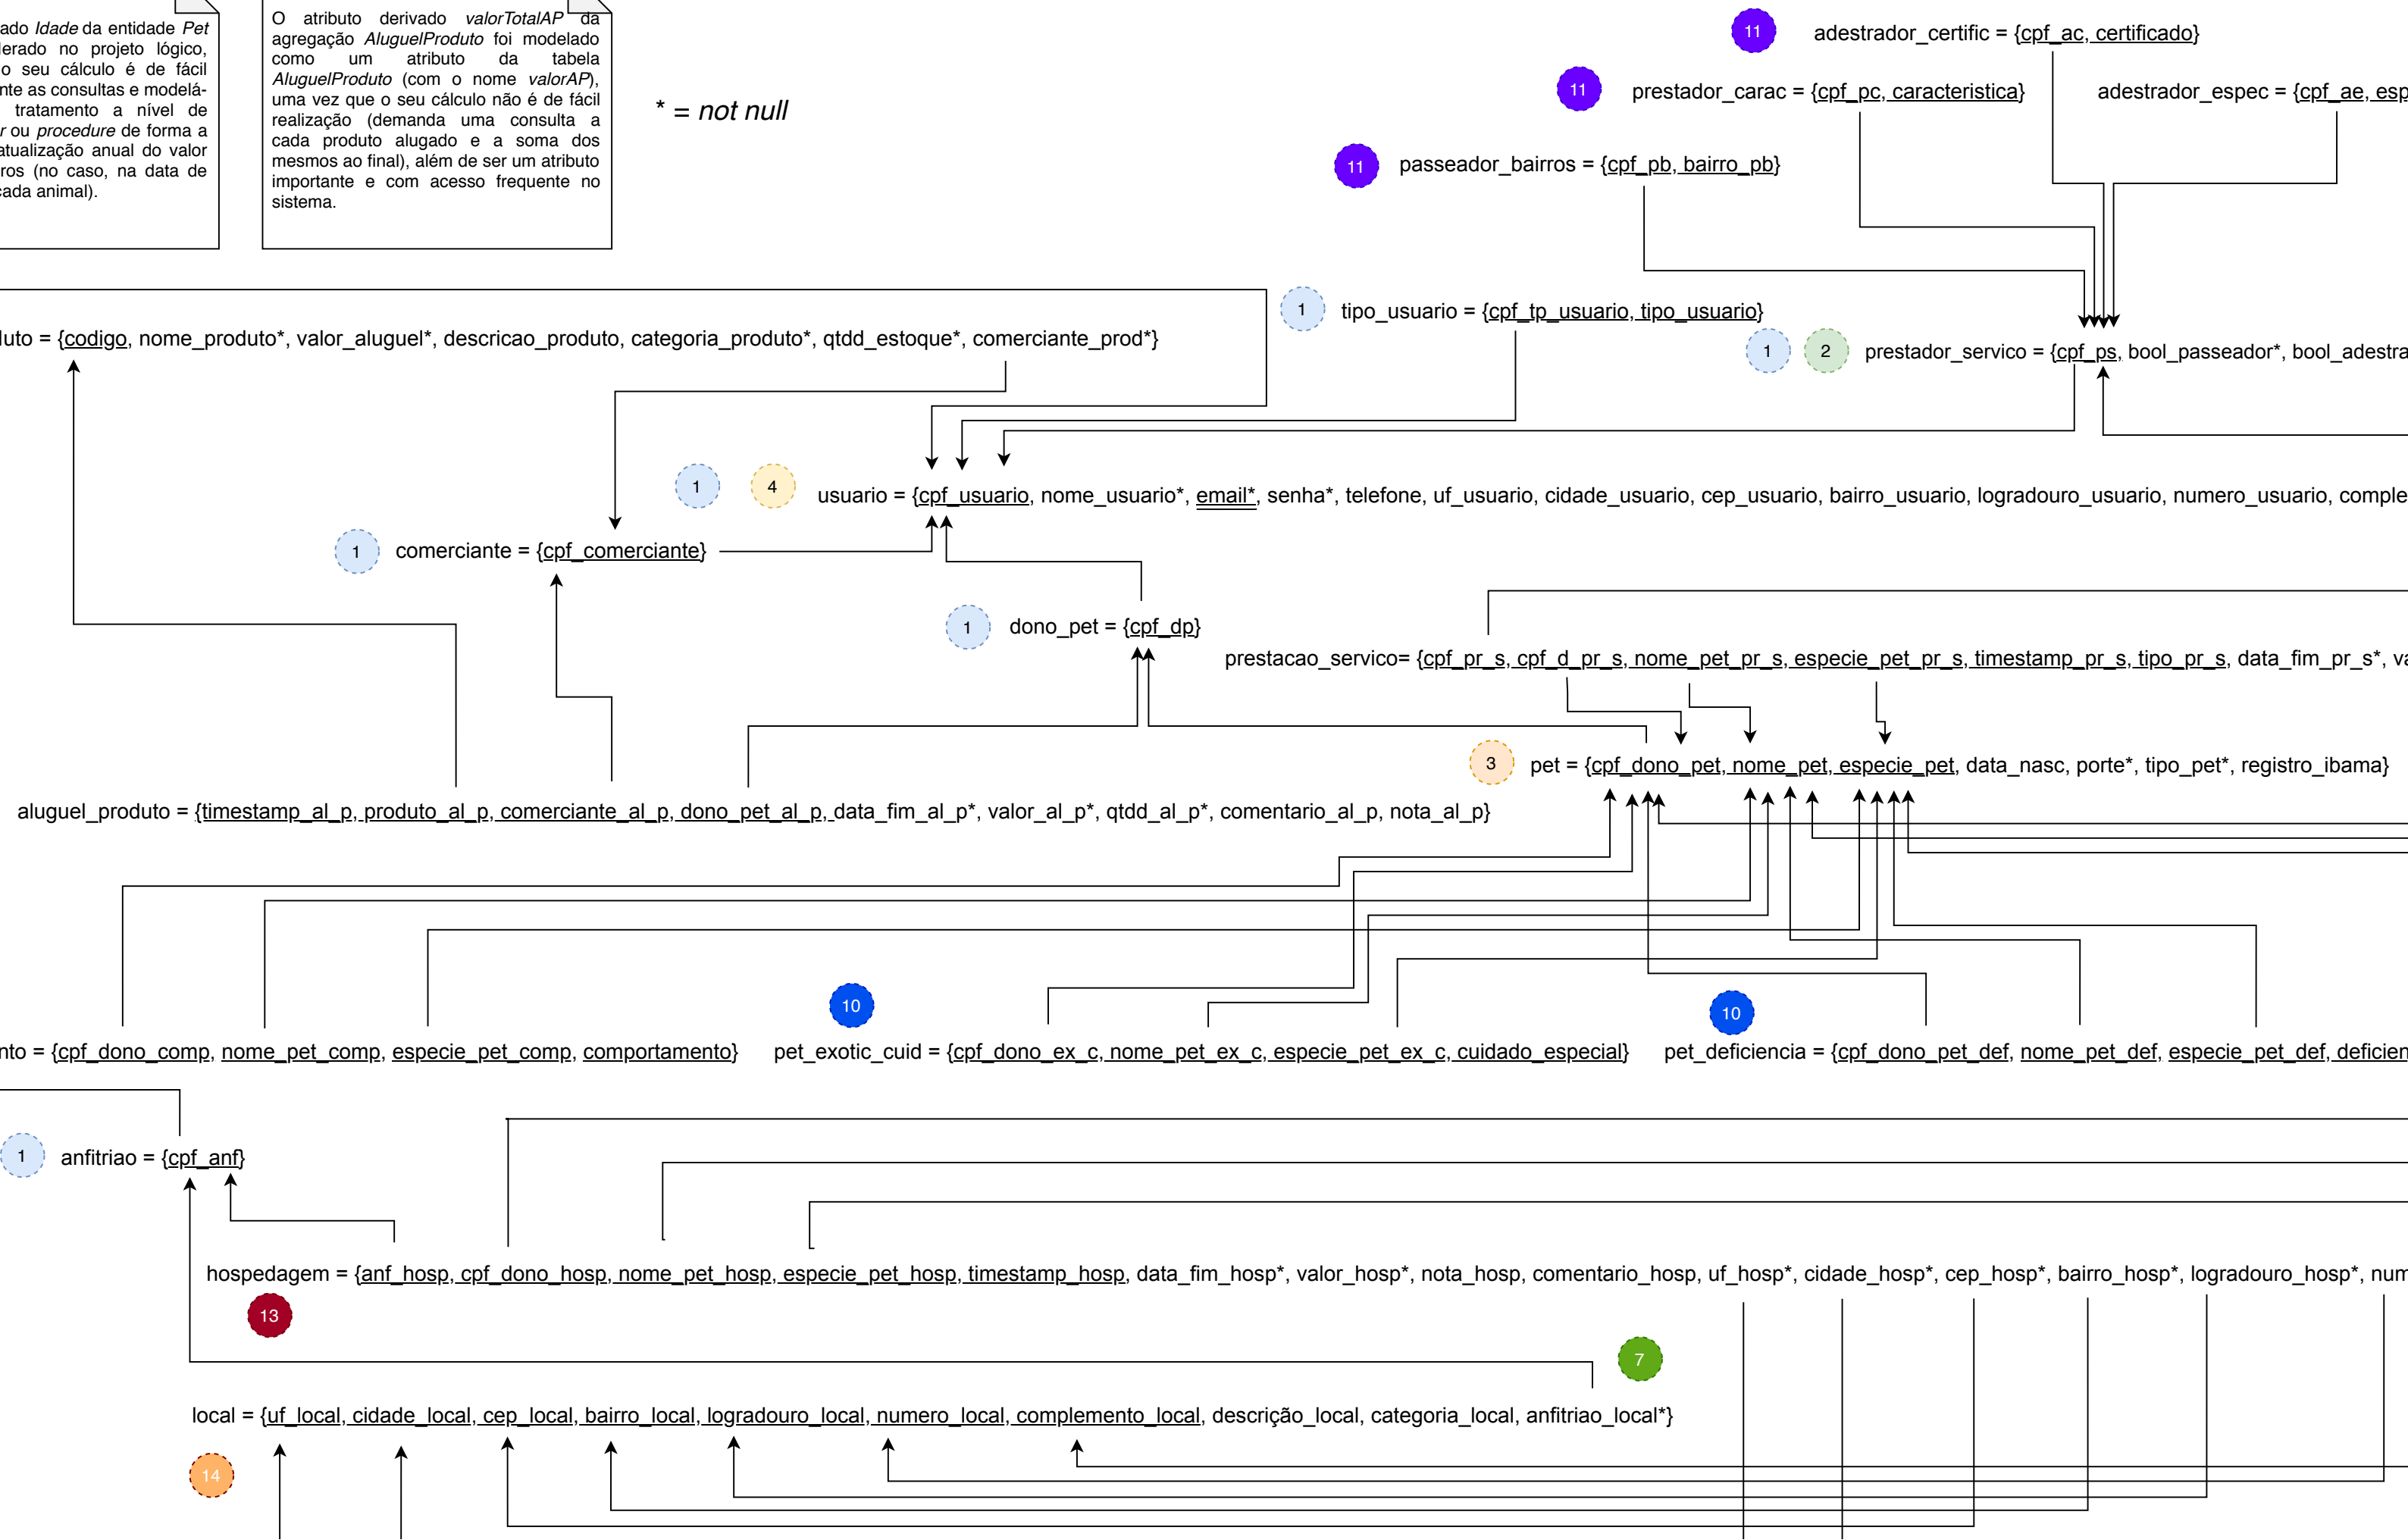 ado Idade da entidade Pet
erado no projeto lógico,
o seu cálculo é de fácil
nte as consultas e modelá-
tratamento a nível de
r ou procedure de forma a
atualização anual do valor
ros (no caso, na data de
cada animal).
O atributo derivado valorTotalAP da
agregação AluguelProduto foi modelado
como um atributo da tabela
AluguelProduto (com o nome valorAP),
uma vez que o seu cálculo não é de fácil
realização (demanda uma consulta a
cada produto alugado e a soma dos
mesmos ao final), além de ser um atributo
importante e com acesso frequente no
sistema.
* = not null
11 adestrador_certific = {cpf_ac, certificado}
11 prestador_carac = {cpf_pc, caracteristica}
adestrador_espec = {cpf_ae, esp
11 passeador_bairros = {cpf_pb, bairro_pb}
1 tipo_usuario = {cpf_tp_usuario, tipo_usuario}
luto = {codigo, nome_produto*, valor_aluguel*, descricao_produto, categoria_produto*, qtdd_estoque*, comerciante_prod*}
1 2 prestador_servico = {cpf_ps, bool_passeador*, bool_adestra
1 4 usuario = {cpf_usuario, nome_usuario*, email*, senha*, telefone, uf_usuario, cidade_usuario, cep_usuario, bairro_usuario, logradouro_usuario, numero_usuario, comple
1 comerciante = {cpf_comerciante}
1 dono_pet = {cpf_dp}
prestacao_servico= {cpf_pr_s, cpf_d_pr_s, nome_pet_pr_s, especie_pet_pr_s, timestamp_pr_s, tipo_pr_s, data_fim_pr_s*, va
3 pet = {cpf_dono_pet, nome_pet, especie_pet, data_nasc, porte*, tipo_pet*, registro_ibama}
aluguel_produto = {timestamp_al_p, produto_al_p, comerciante_al_p, dono_pet_al_p, data_fim_al_p*, valor_al_p*, qtdd_al_p*, comentario_al_p, nota_al_p}
10
10
nto = {cpf_dono_comp, nome_pet_comp, especie_pet_comp, comportamento}
pet_exotic_cuid = {cpf_dono_ex_c, nome_pet_ex_c, especie_pet_ex_c, cuidado_especial}
pet_deficiencia = {cpf_dono_pet_def, nome_pet_def, especie_pet_def, deficien
1 anfitriao = {cpf_anf}
hospedagem = {anf_hosp, cpf_dono_hosp, nome_pet_hosp, especie_pet_hosp, timestamp_hosp, data_fim_hosp*, valor_hosp*, nota_hosp, comentario_hosp, uf_hosp*, cidade_hosp*, cep_hosp*, bairro_hosp*, logradouro_hosp*, num
13
7
local = {uf_local, cidade_local, cep_local, bairro_local, logradouro_local, numero_local, complemento_local, descrição_local, categoria_local, anfitriao_local*}
14